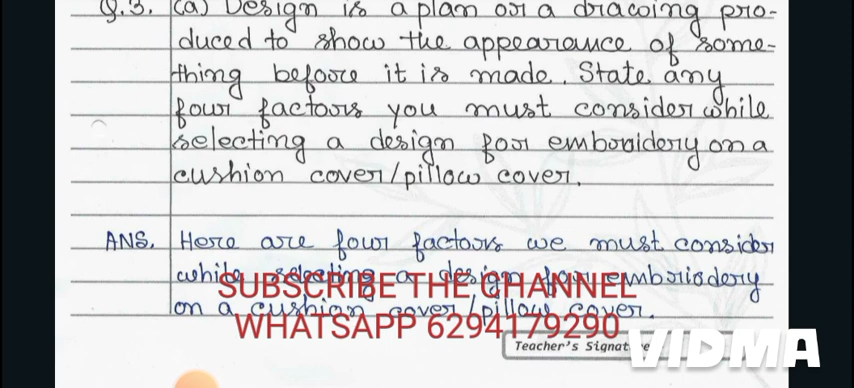 Q.3. (a) Design is a plan or a drawing pro-
duced to show the appearance of some-
thing before it is made. State any
four factors you must consider while
selecting a design for embroidery on a
cushion cover/pillow cover.
ANS. Here are four factors we must consider
while selecting a design for embroidery
SUBSCRIBE THE CHANNEL
on a cushion cover/pillow cover.
WHATSAPP 6294179290
Teacher's Signature
VIDMA